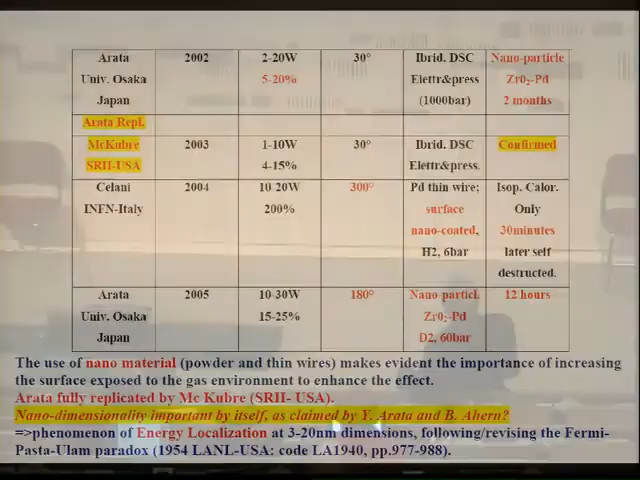 Arata 2002 2-20W 30° Ibrid. DSC Nano-particle
Univ. Osaka 5-20% Elettr&press ZrO₂-Pd
Japan (1000bar) 2 months
Arata Repl.
McKubre 2003 1-10W 30° Ibrid. DSC Confirmed
SRII-USA 4-15% Elettr&press.
Celani 2004 10-20W 300° Pd thin wire; Isop. Calor.
INFN-Italy 200% surface Only
nano-coated, 30minutes
H2, 6bar later self
destructed.
Arata 2005 10-30W 180° Nano-particl. 12 hours
Univ. Osaka 15-25% ZrO₂-Pd
Japan D2, 60bar
The use of nano material (powder and thin wires) makes evident the importance of increasing
the surface exposed to the gas environment to enhance the effect.
Arata fully replicated by Mc Kubre (SRII- USA).
Nano-dimensionality important by itself, as claimed by Y. Arata and B. Ahern?
=>phenomenon of Energy Localization at 3-20nm dimensions, following/revising the Fermi-
Pasta-Ulam paradox (1954 LANL-USA: code LA1940, pp.977-988).